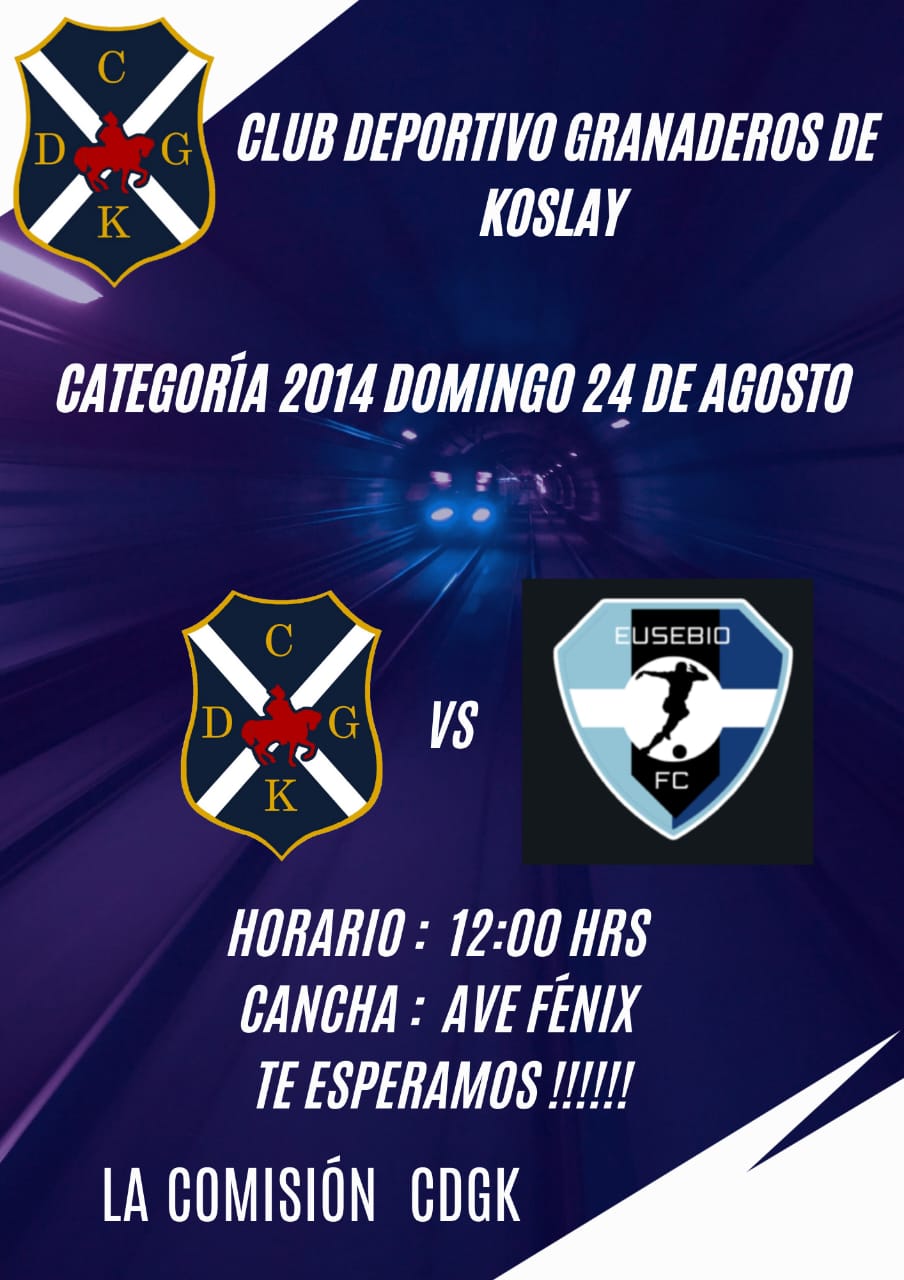 C
D G
K
CLUB DEPORTIVO GRANADEROS DE
KOSLAY
CATEGORÍA 2014 DOMINGO 24 DE AGOSTO
C
D G
K
VS
EUSEBIO
FC
HORARIO : 12:00 HRS
CANCHA : AVE FÉNIX
TE ESPERAMOS !!!!!!
LA COMISIÓN CDGK